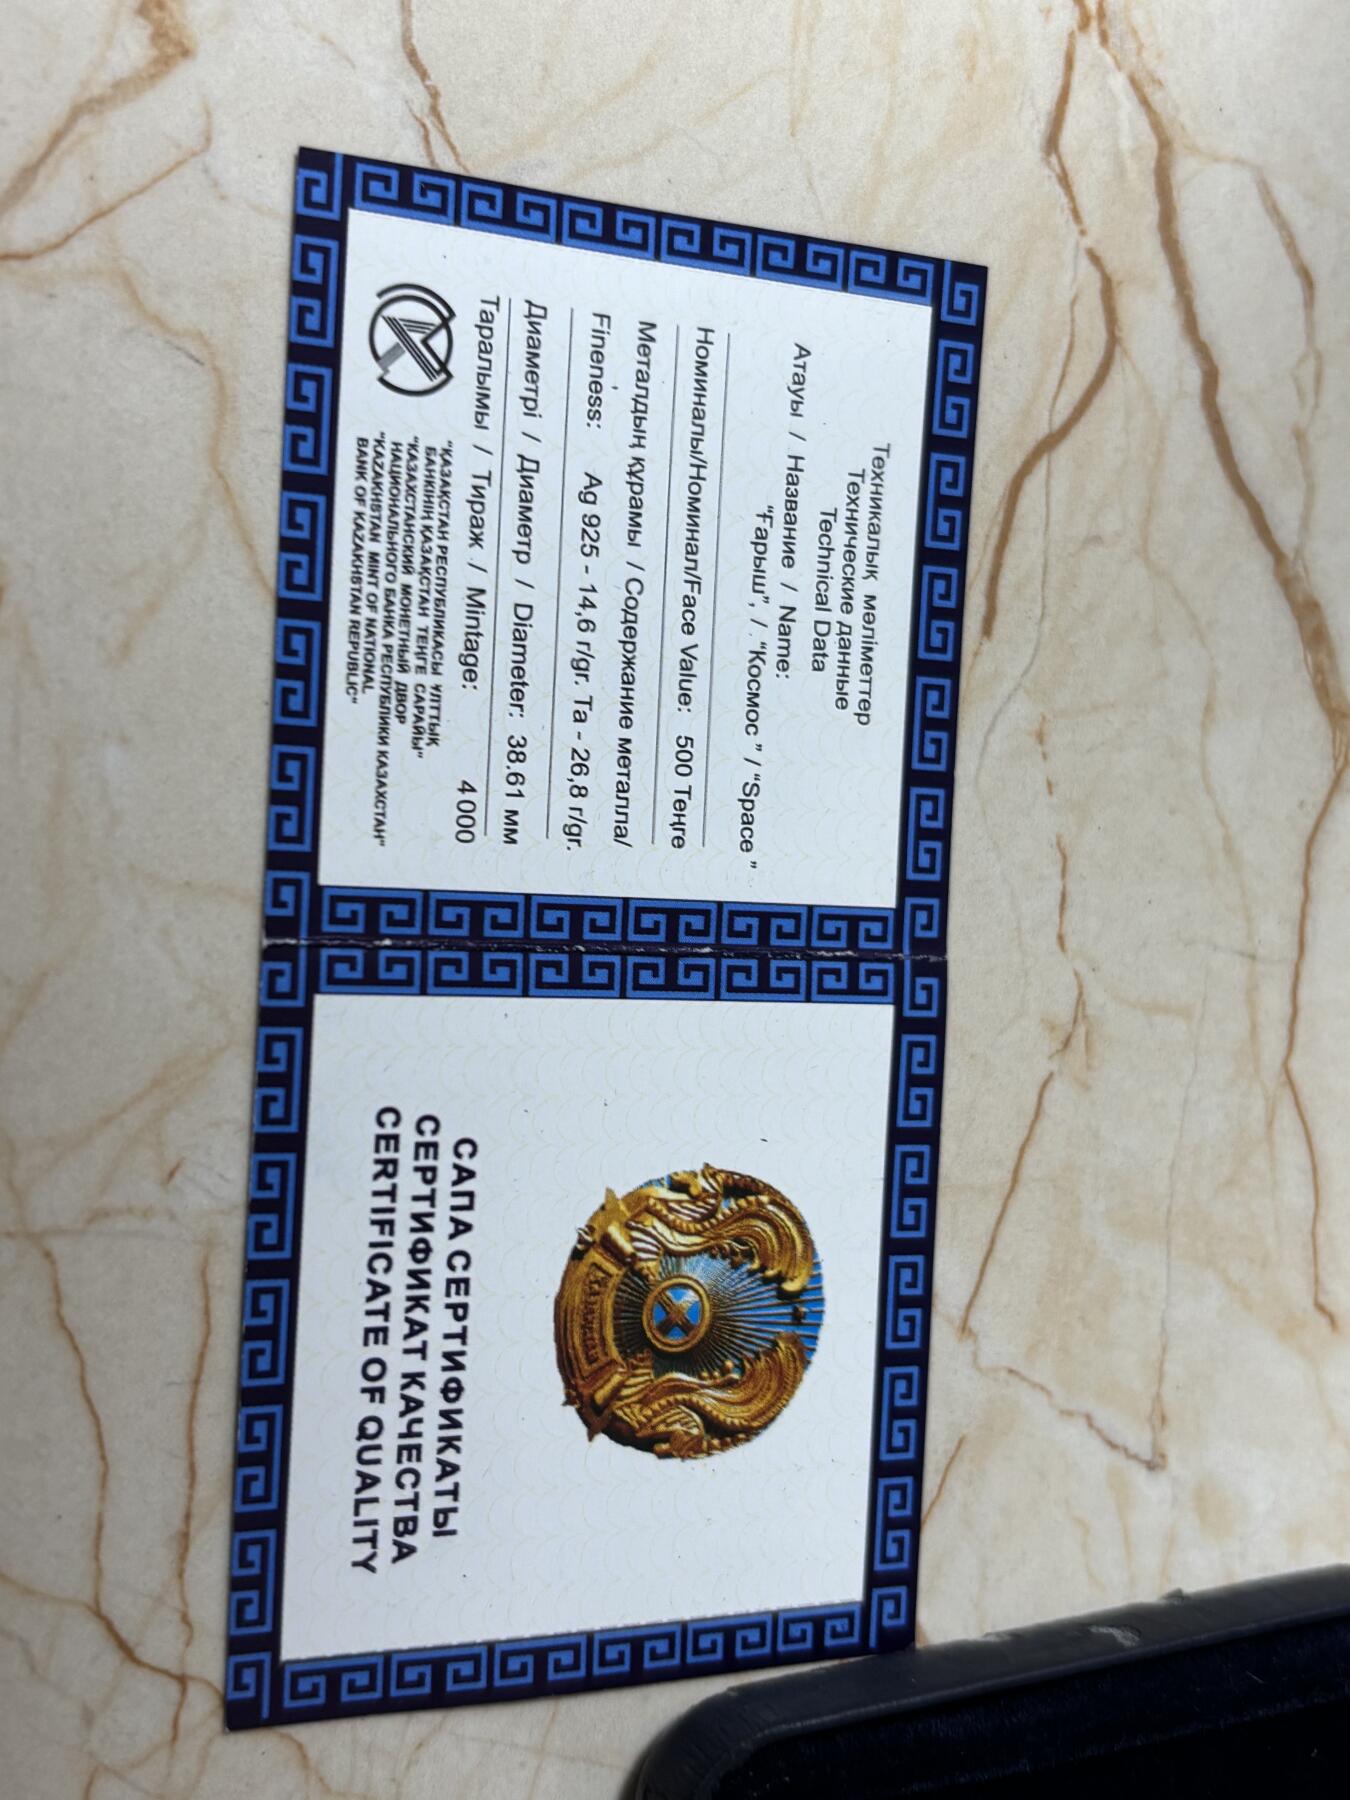 Техникалық мәліметтер
Технические данные
Technical Data
Атауы / Название / Name:
"Ғарыш", / . "Космос " / "Space "
Номиналы/Номинал/Face Value: 500 Теңге
Металдың құрамы / Содержание металла/
Fineness: Ag 925 - 14,6 г/gr. Ta - 26,8 г/gr.
Диаметрі / Диаметр / Diameter: 38.61 мм
Таралымы / Тираж / Mintage: 4 000
"ҚАЗАҚСТАН РЕСПУБЛИКАСЫ ҰЛТТЫҚ
БАНКІНІҢ ҚАЗАҚСТАН ТЕҢГЕ САРАЙЫ"
"КАЗАХСТАНСКИЙ МОНЕТНЫЙ ДВОР
НАЦИОНАЛЬНОГО БАНКА РЕСПУБЛИКИ КАЗАХСТАН"
"KAZAKHSTAN MINT OF NATIONAL
BANK OF KAZAKHSTAN REPUBLIC"
ҚАЗАҚСТАН
САПА СЕРТИФИКАТЫ
СЕРТИФИКАТ КАЧЕСТВА
CERTIFICATE OF QUALITY